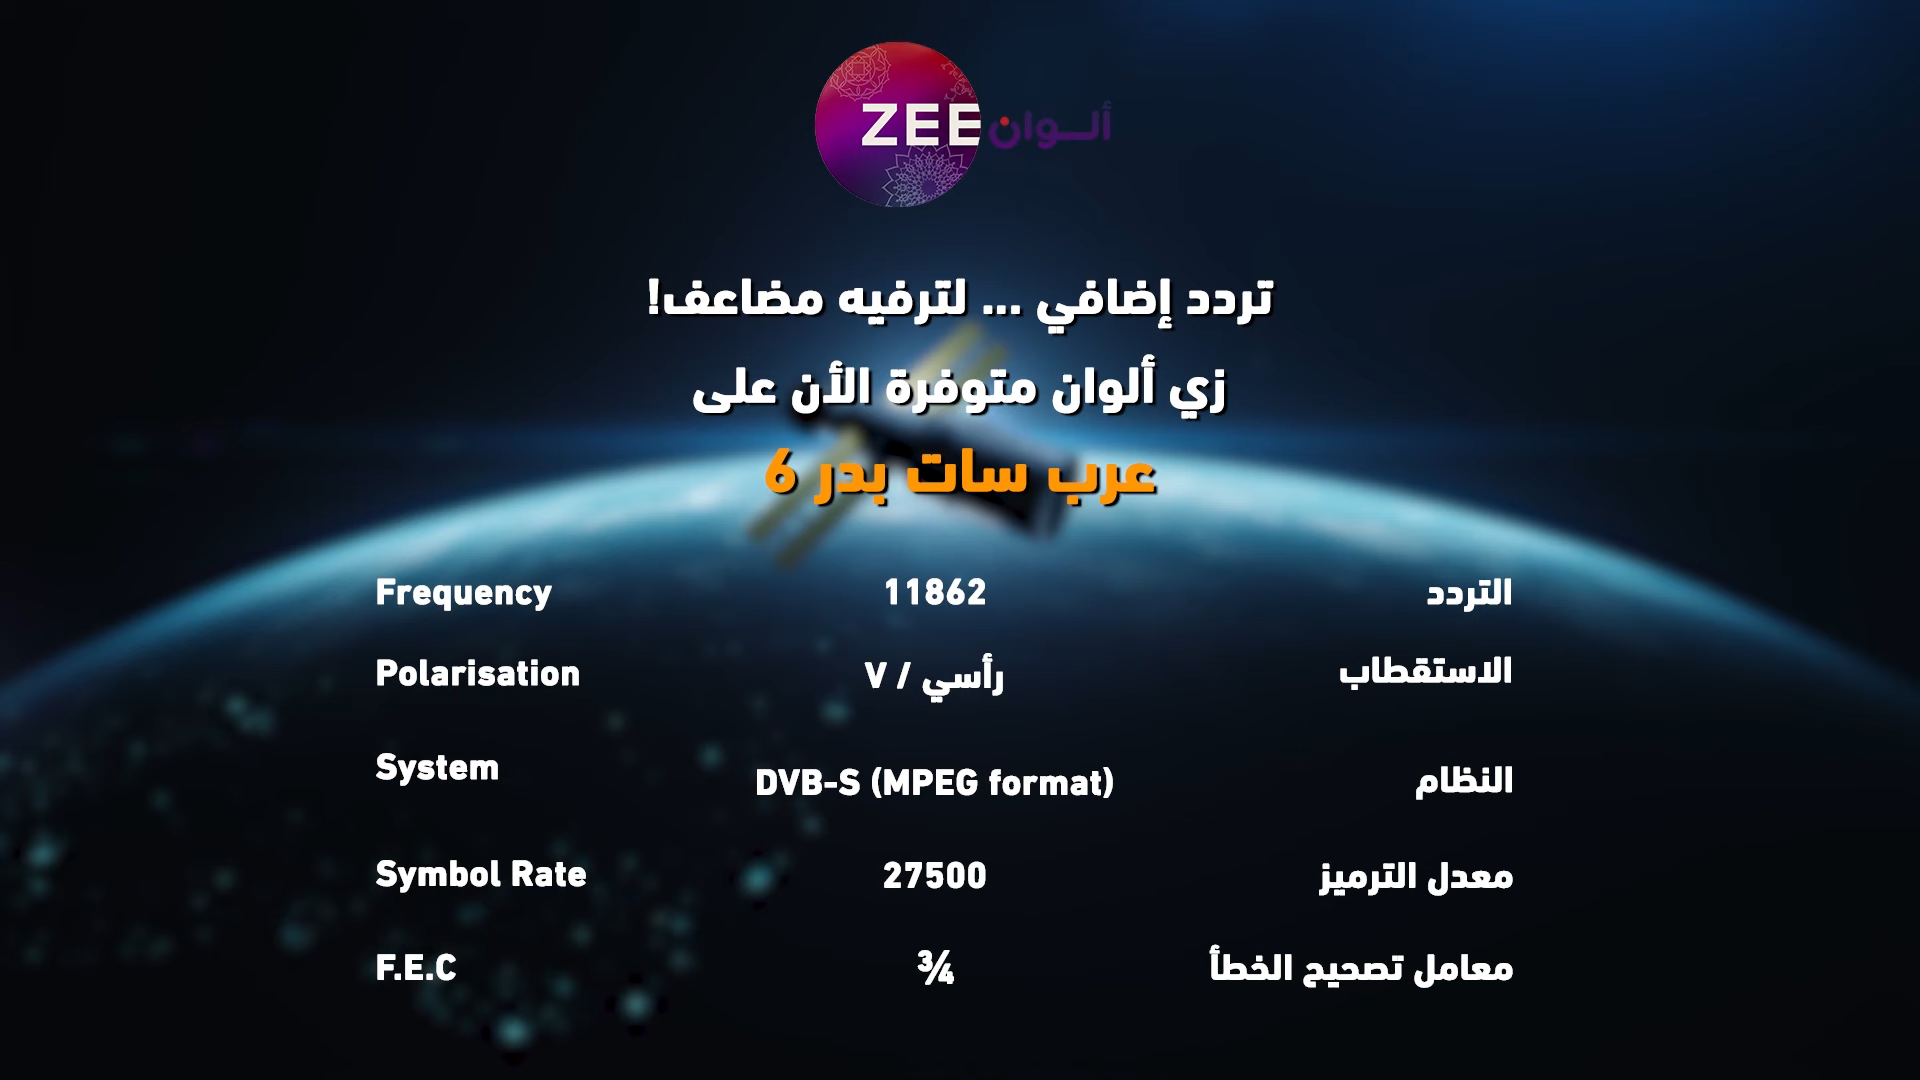 ZEE ألوان
تردد إضافي ... لترفيه مضاعف!
زي ألوان متوفرة الأن على
عرب سات بدر 6
Frequency 11862 التردد
Polarisation رأسي / V الاستقطاب
System DVB-S (MPEG format) النظام
Symbol Rate 27500 معدل الترميز
F.E.C ¾ معامل تصحيح الخطأ